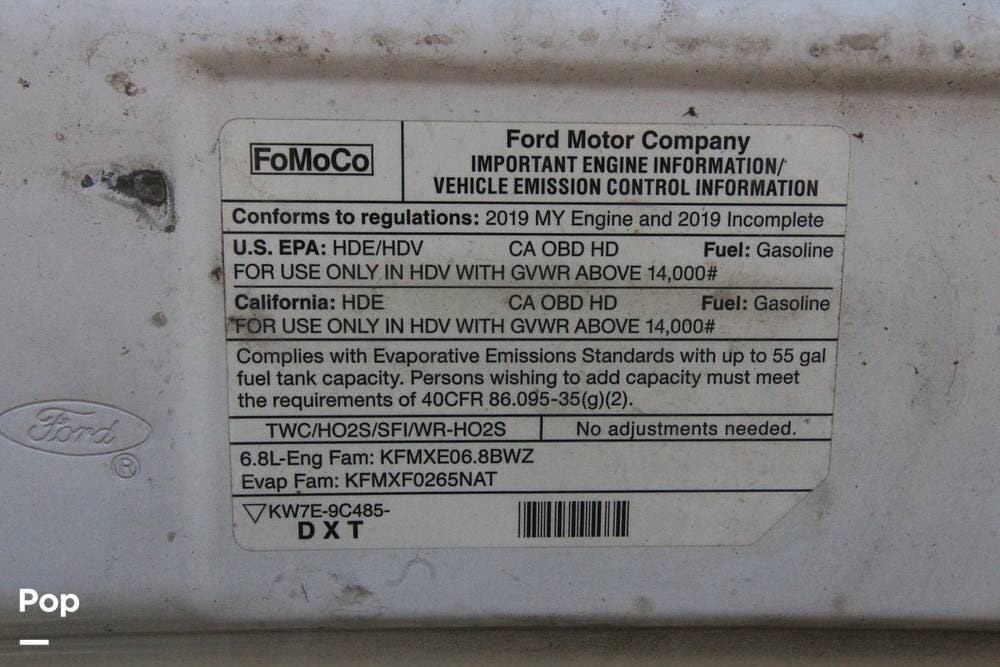 FoMoCo
Ford Motor Company
IMPORTANT ENGINE INFORMATION/
VEHICLE EMISSION CONTROL INFORMATION
Conforms to regulations: 2019 MY Engine and 2019 Incomplete
U.S. EPA: HDE/HDV CA OBD HD Fuel: Gasoline
FOR USE ONLY IN HDV WITH GVWR ABOVE 14,000#
California: HDE CA OBD HD Fuel: Gasoline
FOR USE ONLY IN HDV WITH GVWR ABOVE 14,000#
Complies with Evaporative Emissions Standards with up to 55 gal
fuel tank capacity. Persons wishing to add capacity must meet
the requirements of 40CFR 86.095-35(g)(2).
TWC/HO2S/SFI/WR-HO2S No adjustments needed.
6.8L-Eng Fam: KFMXE06.8BWZ
Evap Fam: KFMXF0265NAT
▽KW7E-9C485-
DXT
Ford
®
Pop